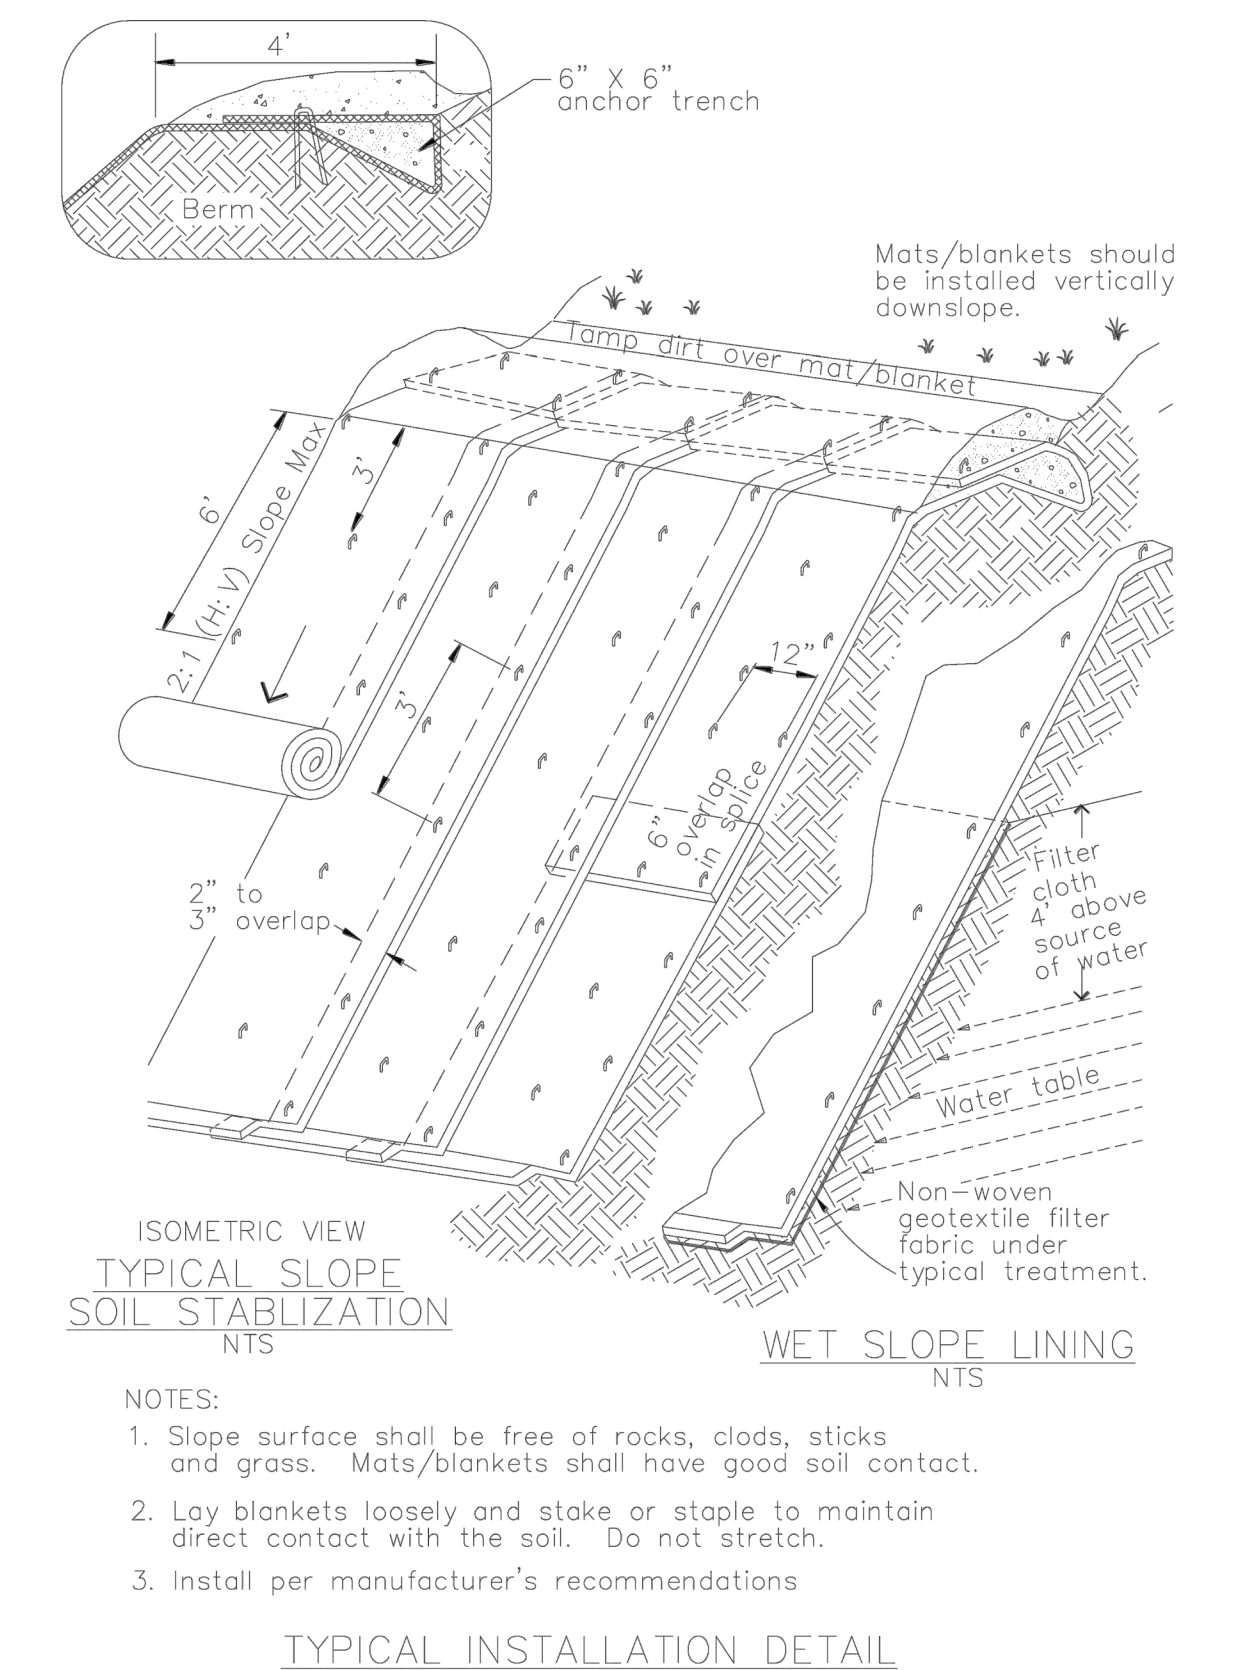 4'
6" X 6"
anchor trench
Berm
Mats/blankets should
be installed vertically
downslope.
Tamp dirt over mat/blanket
6'
2:1 (H:V) Slope Max
3'
3'
12"
6"
overlap
in splice
2" to
3" overlap
Filter
cloth
4' above
source
of water
Water table
Non-woven
geotextile filter
fabric under
typical treatment.
ISOMETRIC VIEW
TYPICAL SLOPE
SOIL STABLIZATION
NTS
WET SLOPE LINING
NTS
NOTES:
1. Slope surface shall be free of rocks, clods, sticks
and grass. Mats/blankets shall have good soil contact.
2. Lay blankets loosely and stake or staple to maintain
direct contact with the soil. Do not stretch.
3. Install per manufacturer's recommendations
TYPICAL INSTALLATION DETAIL